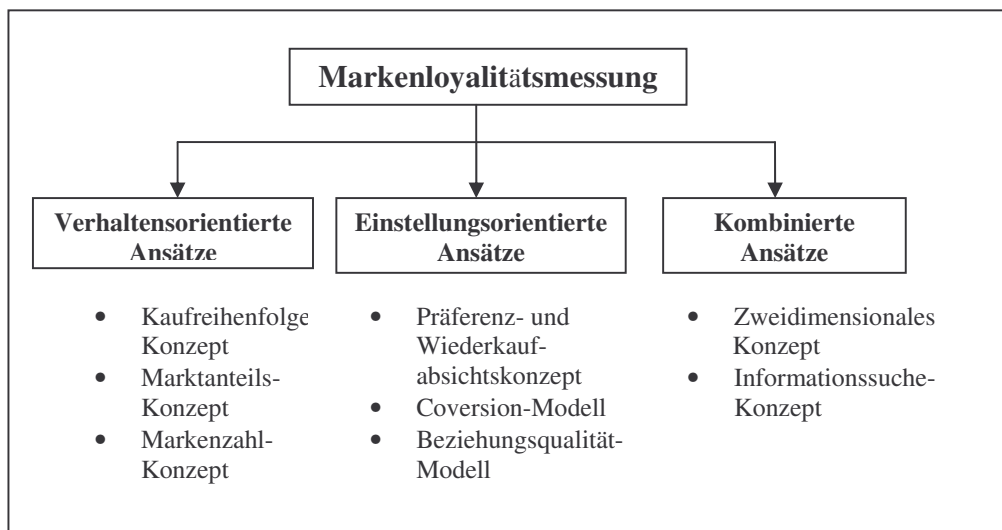 Markenloyalitätsmessung
Verhaltensorientierte
Ansätze
Einstellungsorientierte
Ansätze
Kombinierte
Ansätze
• Kaufreihenfolge
Konzept
• Marktanteils-
Konzept
• Markenzahl-
Konzept
• Präferenz- und
Wiederkauf-
absichtskonzept
• Coversion-Modell
• Beziehungsqualität-
Modell
• Zweidimensionales
Konzept
• Informationssuche-
Konzept